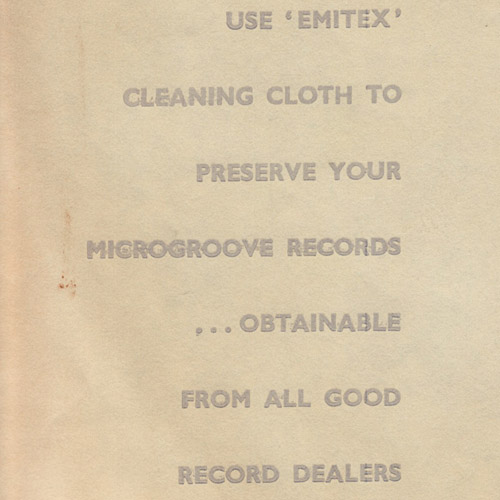 USE ‘EMITEX’
CLEANING CLOTH TO
PRESERVE YOUR
MICROGROOVE RECORDS
...OBTAINABLE
FROM ALL GOOD
RECORD DEALERS